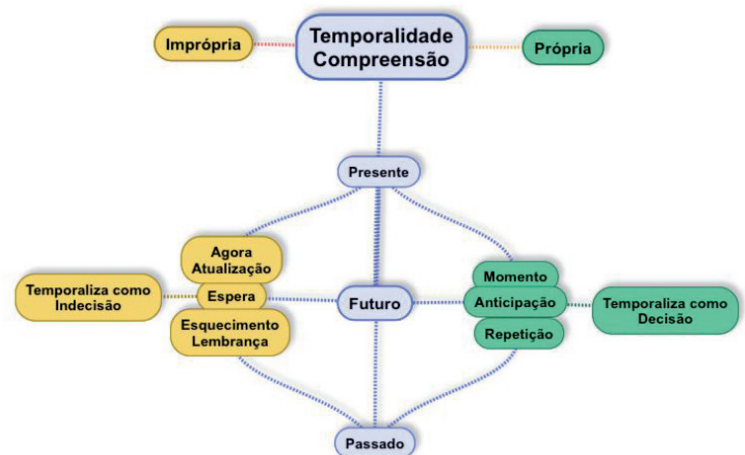 Temporalidade
Compreensão
Imprópria
Própria
Presente
Agora
Atualização
Momento
Temporaliza como
Indecisão
Espera
Futuro
Anticipação
Temporaliza como
Decisão
Esquecimento
Lembrança
Repetição
Passado